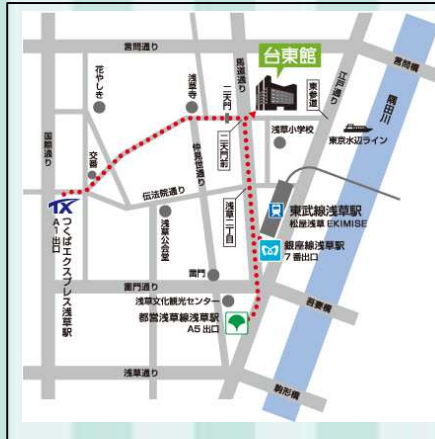 言問通り
花やしき
浅草寺
二天門
馬道通り
台東館
東参道
江戸通り
言問橋
隅田川
国際通り
交番
仲見世通り
二天門前
浅草小学校
東京水辺ライン
伝法院通り
TX
つくばエクスプレス浅草駅
A1出口
浅草公会堂
浅草二丁目
東武線浅草駅
松屋浅草 EKIMISE
銀座線浅草駅
7番出口
雷門
雷門通り
浅草文化観光センター
都営浅草線浅草駅
A5出口
吾妻橋
浅草通り
駒形橋